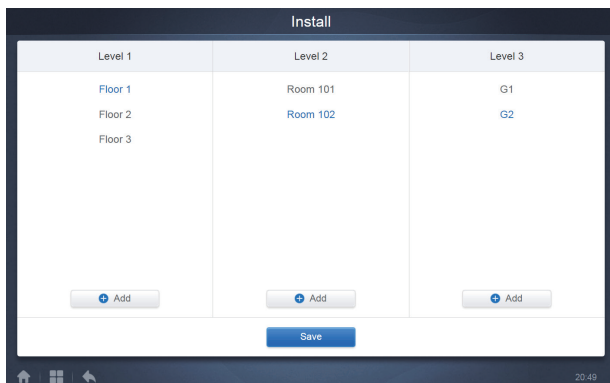 Install
Level 1 Level 2 Level 3
Floor 1 Room 101 G1
Floor 2 Room 102 G2
Floor 3
Add Add Add
Save
20:49